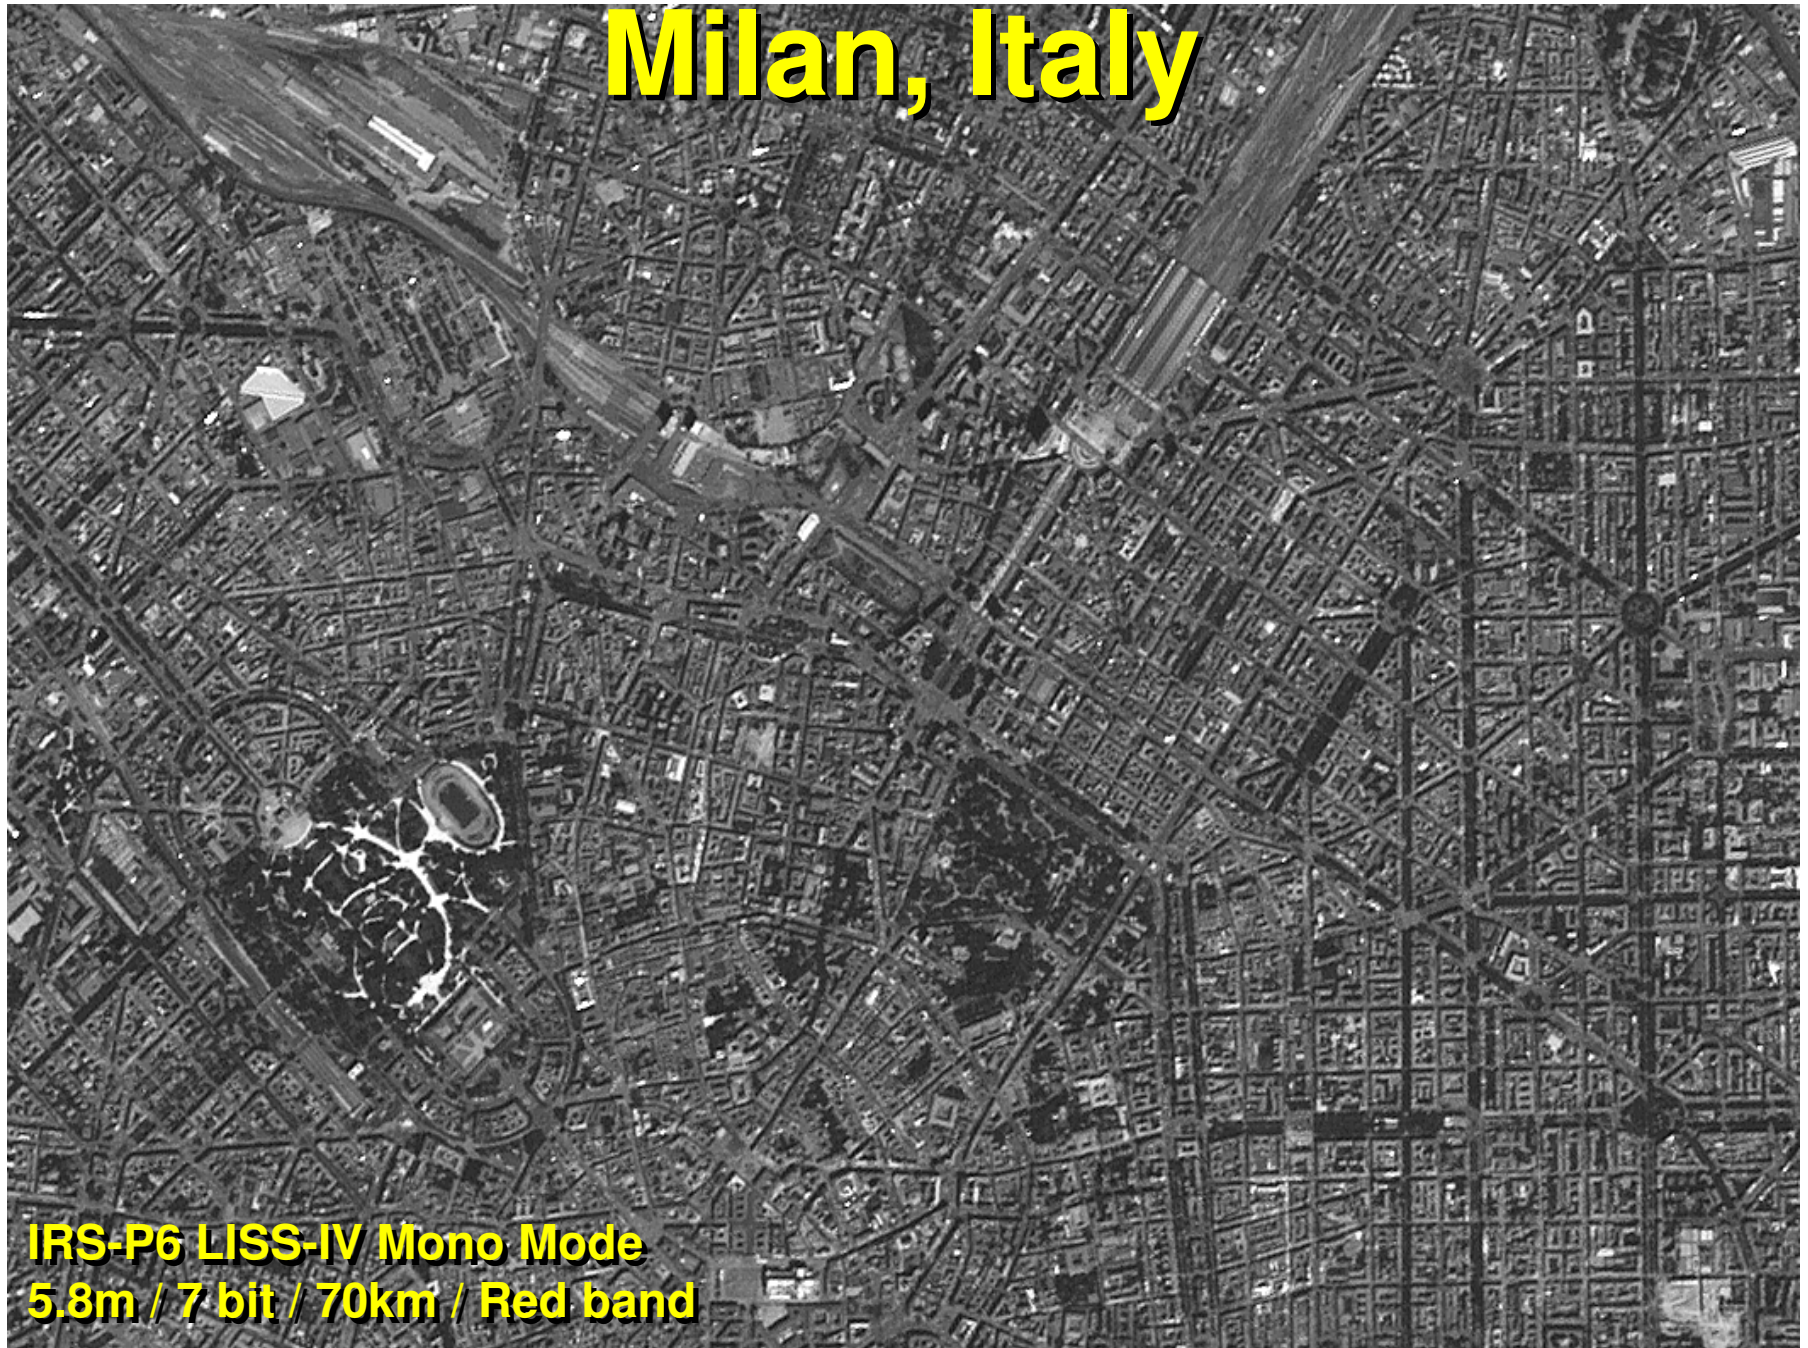 Milan, Italy
IRS-P6 LISS-IV Mono Mode
5.8m / 7 bit / 70km / Red band